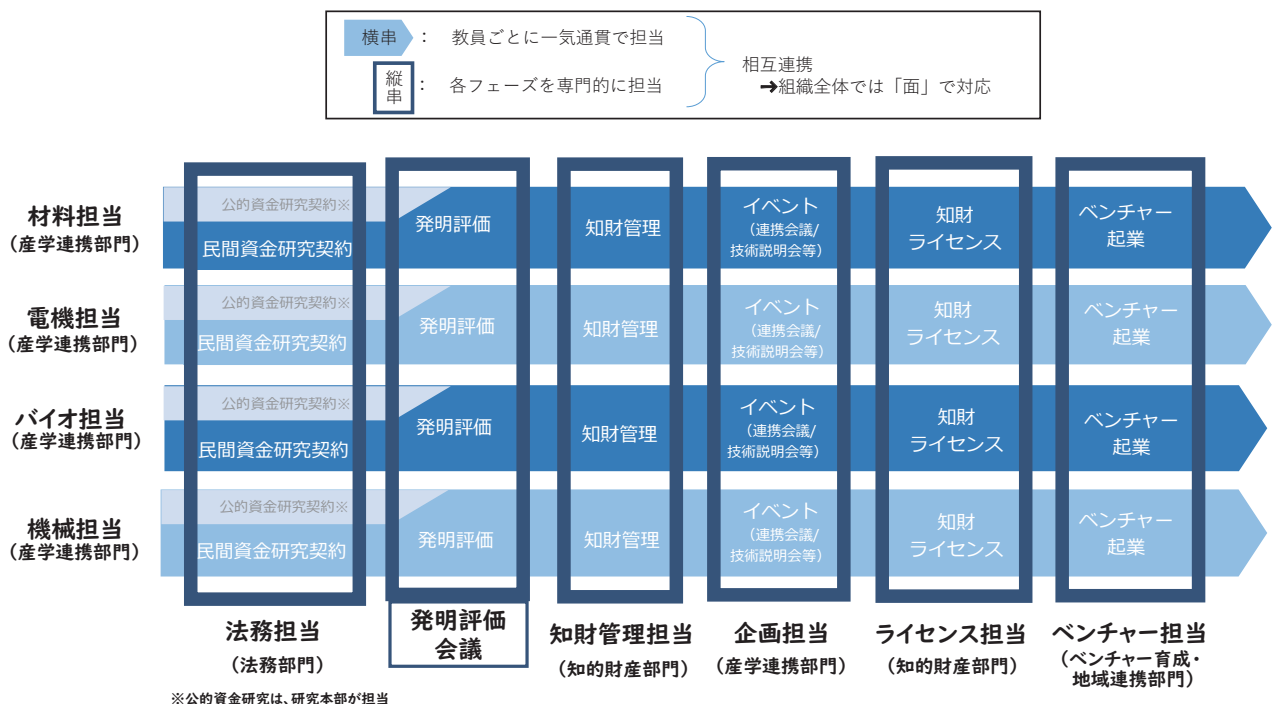 横串 ： 教員ごとに一気通貫で担当
縦串 ： 各フェーズを専門的に担当
相互連携
➔組織全体では「面」で対応
材料担当
（産学連携部門）
公的資金研究契約※
民間資金研究契約
発明評価
知財管理
イベント
（連携会議/
技術説明会等）
知財
ライセンス
ベンチャー
起業
電機担当
（産学連携部門）
公的資金研究契約※
民間資金研究契約
発明評価
知財管理
イベント
（連携会議/
技術説明会等）
知財
ライセンス
ベンチャー
起業
バイオ担当
（産学連携部門）
公的資金研究契約※
民間資金研究契約
発明評価
知財管理
イベント
（連携会議/
技術説明会等）
知財
ライセンス
ベンチャー
起業
機械担当
（産学連携部門）
公的資金研究契約※
民間資金研究契約
発明評価
知財管理
イベント
（連携会議/
技術説明会等）
知財
ライセンス
ベンチャー
起業
法務担当
（法務部門）
発明評価
会議
知財管理担当
（知的財産部門）
企画担当
（産学連携部門）
ライセンス担当
（知的財産部門）
ベンチャー担当
（ベンチャー育成・
地域連携部門）
※公的資金研究は、研究本部が担当